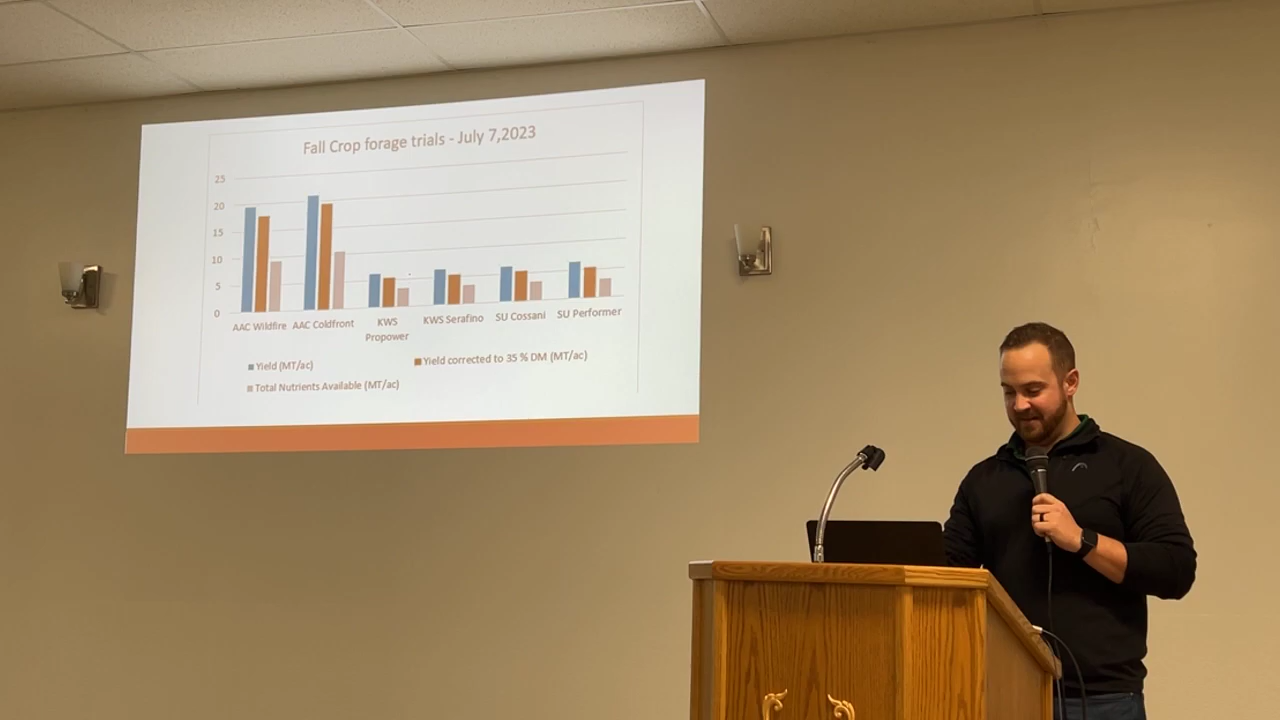 Fall Crop forage trials - July 7,2023
25
20
15
10
5
0
AAC Wildfire AAC Coldfront KWS Propower KWS Serafino SU Cossani SU Performer
Yield (MT/ac)
Yield corrected to 35 % DM (MT/ac)
Total Nutrients Available (MT/ac)